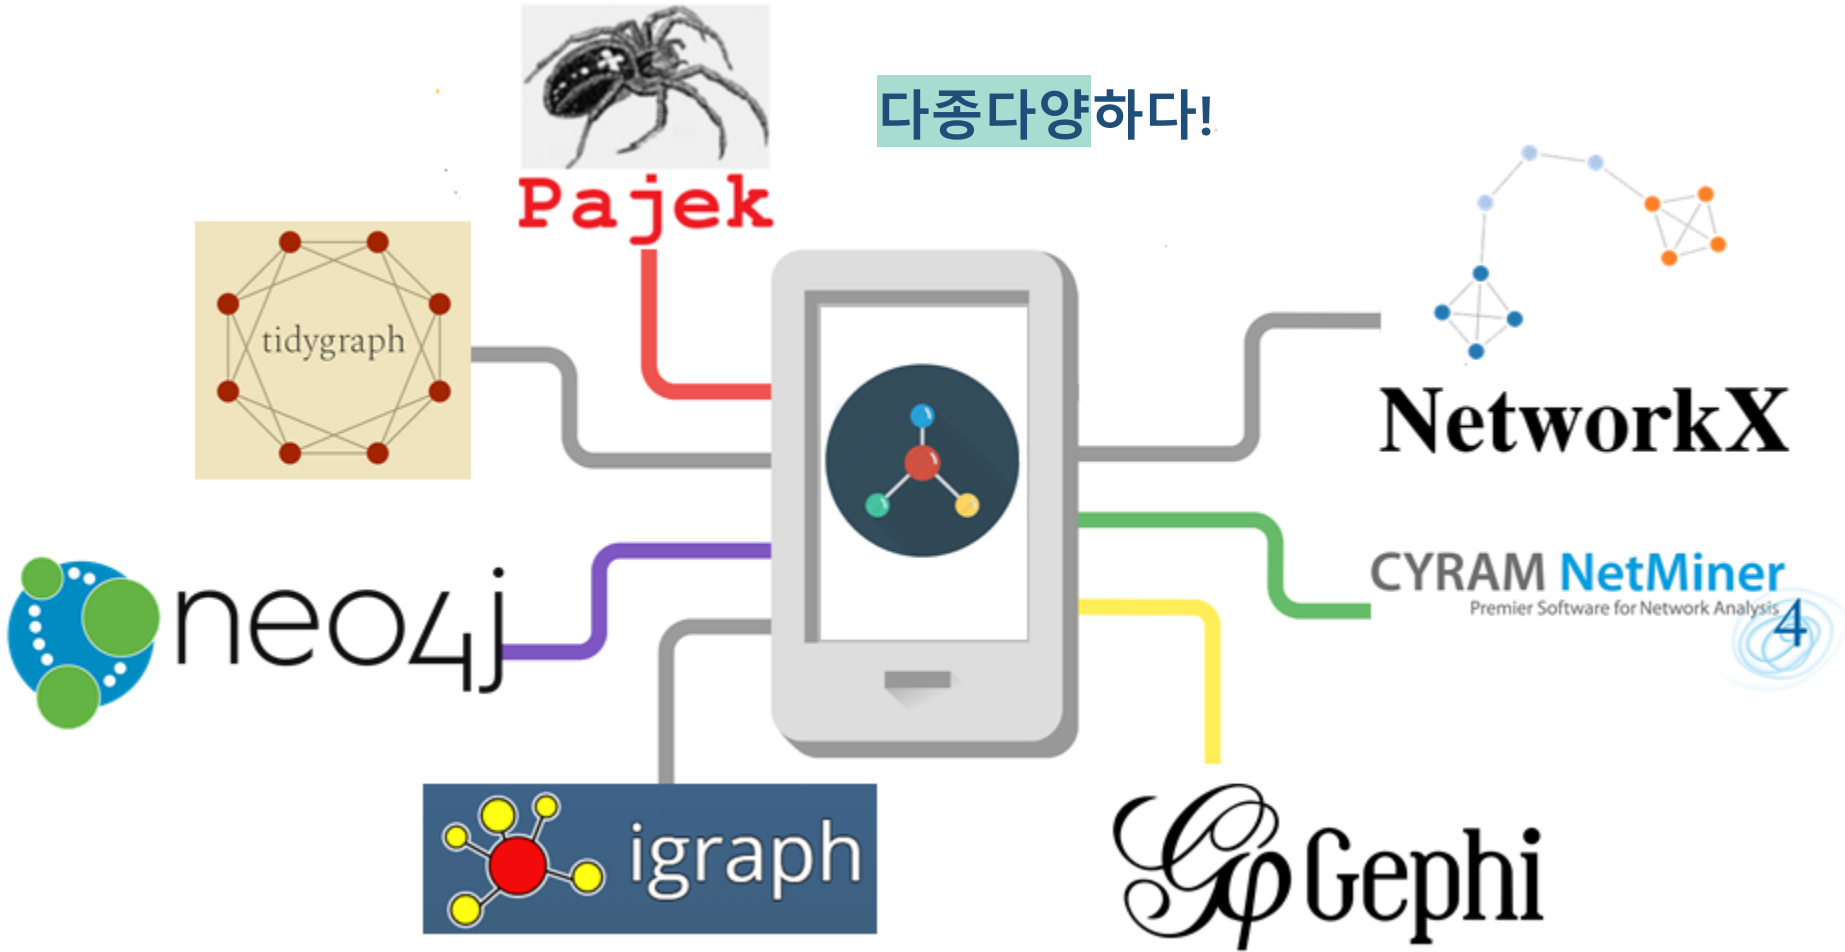 다종다양하다!
Pajek
tidygraph
NetworkX
neo4j
CYRAM NetMiner
Premier Software for Network Analysis
4
igraph
Gephi